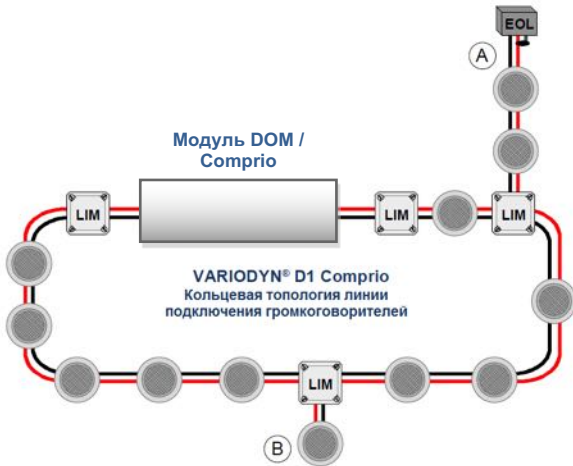 EOL
A
Модуль DOM /
Comprio
LIM
LIM
LIM
VARIODYN® D1 Comprio
Кольцевая топология линии
подключения громкоговорителей
LIM
B